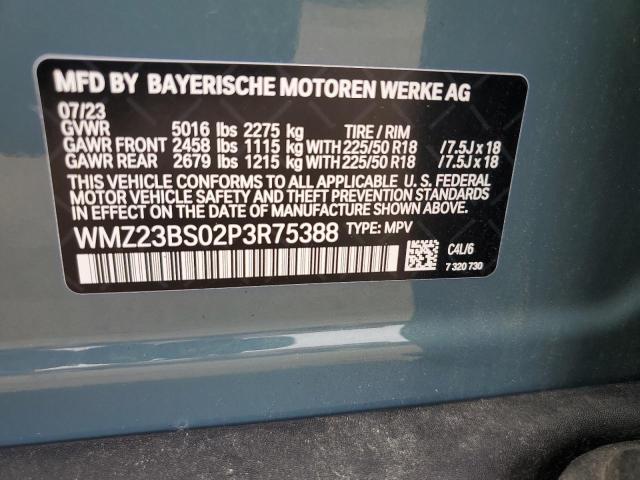 MFD BY BAYERISCHE MOTOREN WERKE AG
07/23
GVWR 5016 lbs 2275 kg TIRE / RIM
GAWR FRONT 2458 lbs 1115 kg WITH 225/50 R18 / 7.5J x 18
GAWR REAR 2679 lbs 1215 kg WITH 225/50 R18 / 7.5J x 18
THIS VEHICLE CONFORMS TO ALL APPLICABLE U.S. FEDERAL
MOTOR VEHICLE SAFETY AND THEFT PREVENTION STANDARDS
IN EFFECT ON THE DATE OF MANUFACTURE SHOWN ABOVE.
WMZ23BS02P3R75388 TYPE: MPV
C4L/6
7 320 730